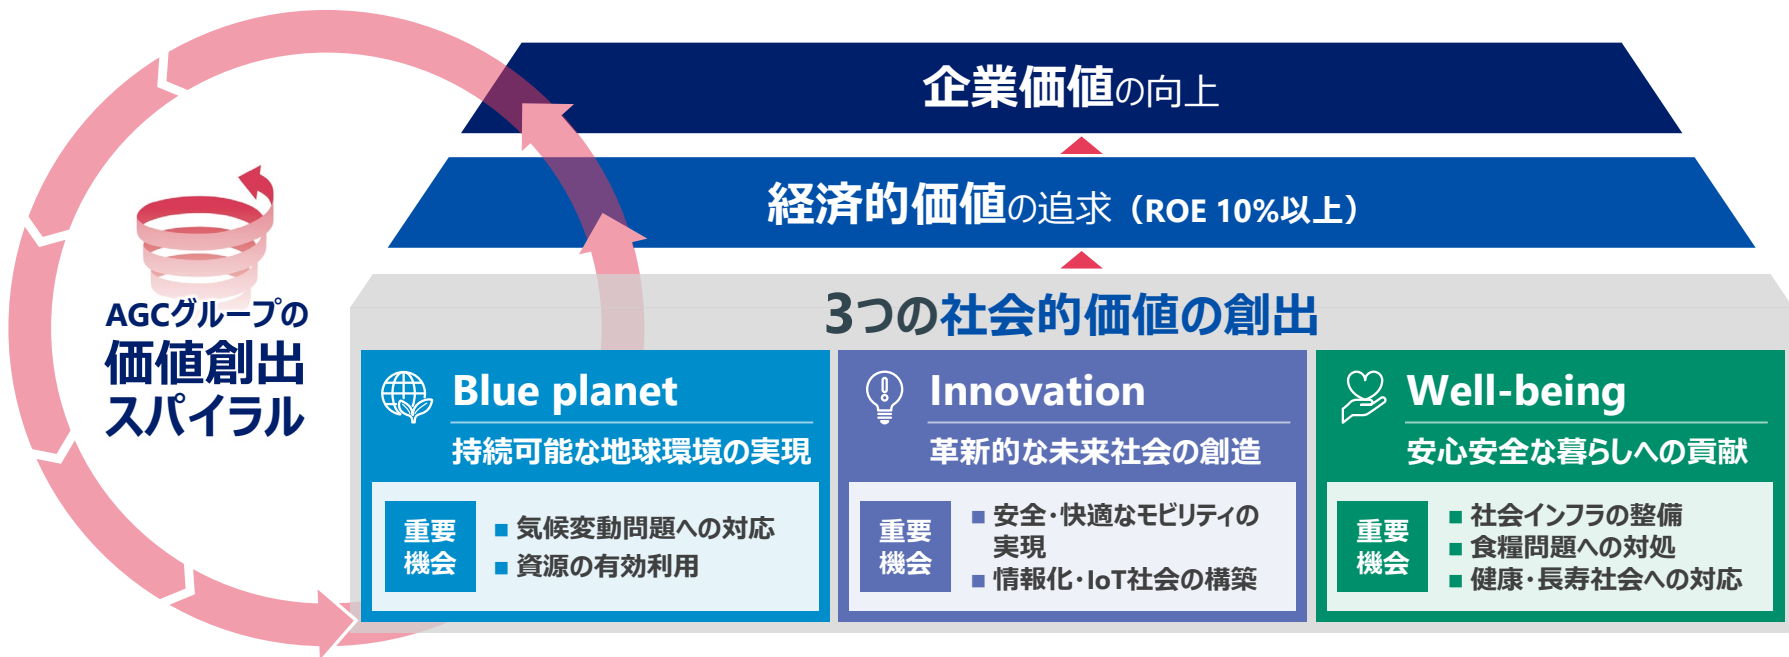 企業価値の向上
経済的価値の追求（ROE 10%以上）
AGCグループの
価値創出
スパイラル
3つの社会的価値の創出
Blue planet
持続可能な地球環境の実現
重要
機会
■ 気候変動問題への対応
■ 資源の有効利用
Innovation
革新的な未来社会の創造
重要
機会
■ 安全・快適なモビリティの
実現
■ 情報化・IoT社会の構築
Well-being
安心安全な暮らしへの貢献
重要
機会
■ 社会インフラの整備
■ 食糧問題への対処
■ 健康・長寿社会への対応